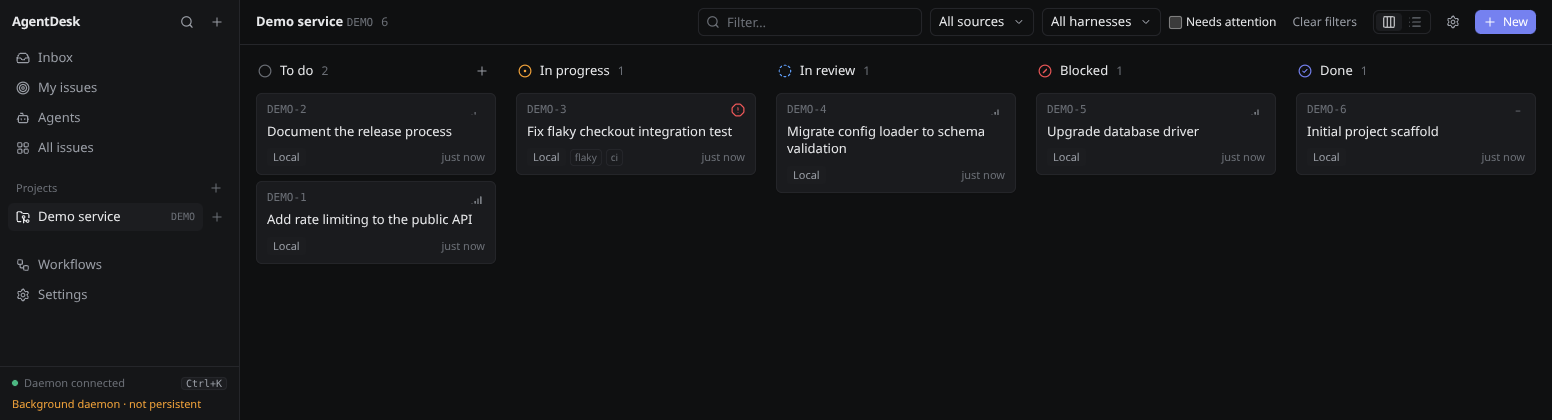 AgentDesk
Inbox
My issues
Agents
All issues
Projects
Demo service DEMO
Workflows
Settings
Daemon connected Ctrl+K
Background daemon · not persistent
Demo service DEMO 6
Filter...
All sources
All harnesses
Needs attention
Clear filters
New
To do 2
DEMO-2
Document the release process
Local just now
DEMO-1
Add rate limiting to the public API
Local just now
In progress 1
DEMO-3
Fix flaky checkout integration test
Local flaky ci just now
In review 1
DEMO-4
Migrate config loader to schema
validation
Local just now
Blocked 1
DEMO-5
Upgrade database driver
Local just now
Done 1
DEMO-6
Initial project scaffold
Local just now